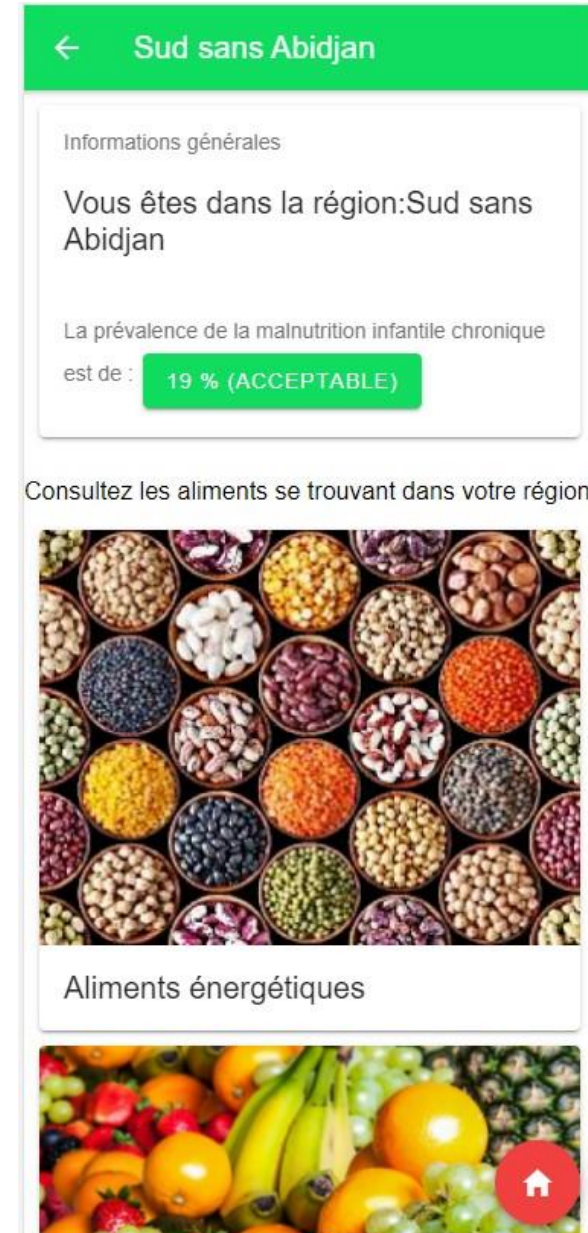 Sud sans Abidjan
Informations générales
Vous êtes dans la région:Sud sans
Abidjan
La prévalence de la malnutrition infantile chronique
est de : 19 % (ACCEPTABLE)
Consultez les aliments se trouvant dans votre région
Aliments énergétiques